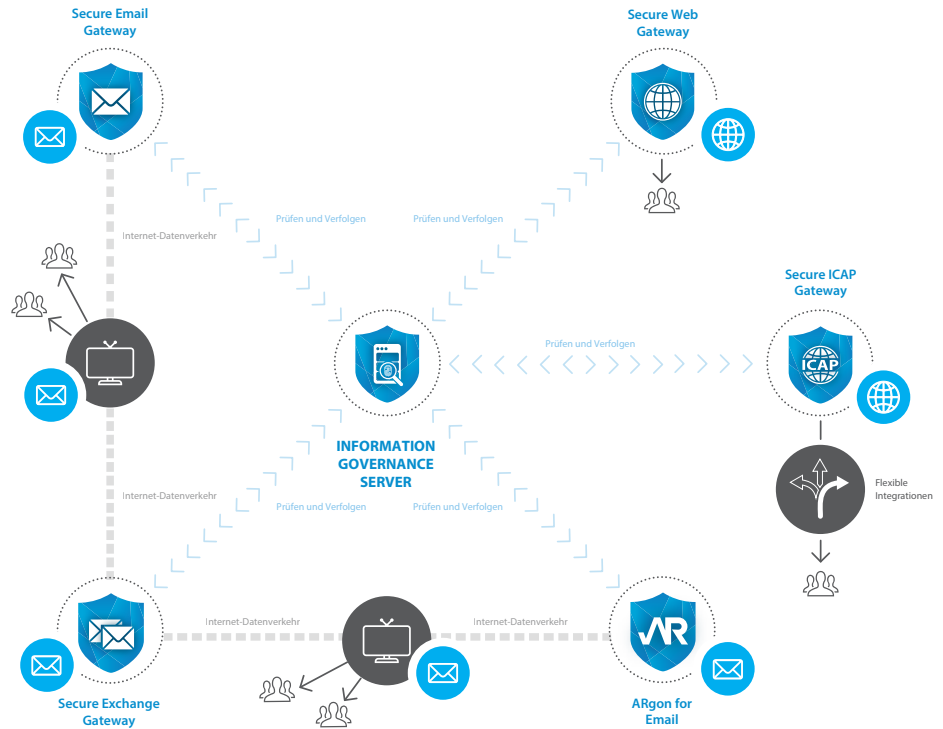 Secure Email
Gateway
Secure Web
Gateway
Prüfen und Verfolgen
Prüfen und Verfolgen
Internet-Datenverkehr
Secure ICAP
Gateway
Prüfen und Verfolgen
ICAP
INFORMATION
GOVERNANCE
SERVER
Flexible
Integrationen
Internet-Datenverkehr
Prüfen und Verfolgen
Prüfen und Verfolgen
Internet-Datenverkehr
Internet-Datenverkehr
AR
Secure Exchange
Gateway
ARgon for
Email